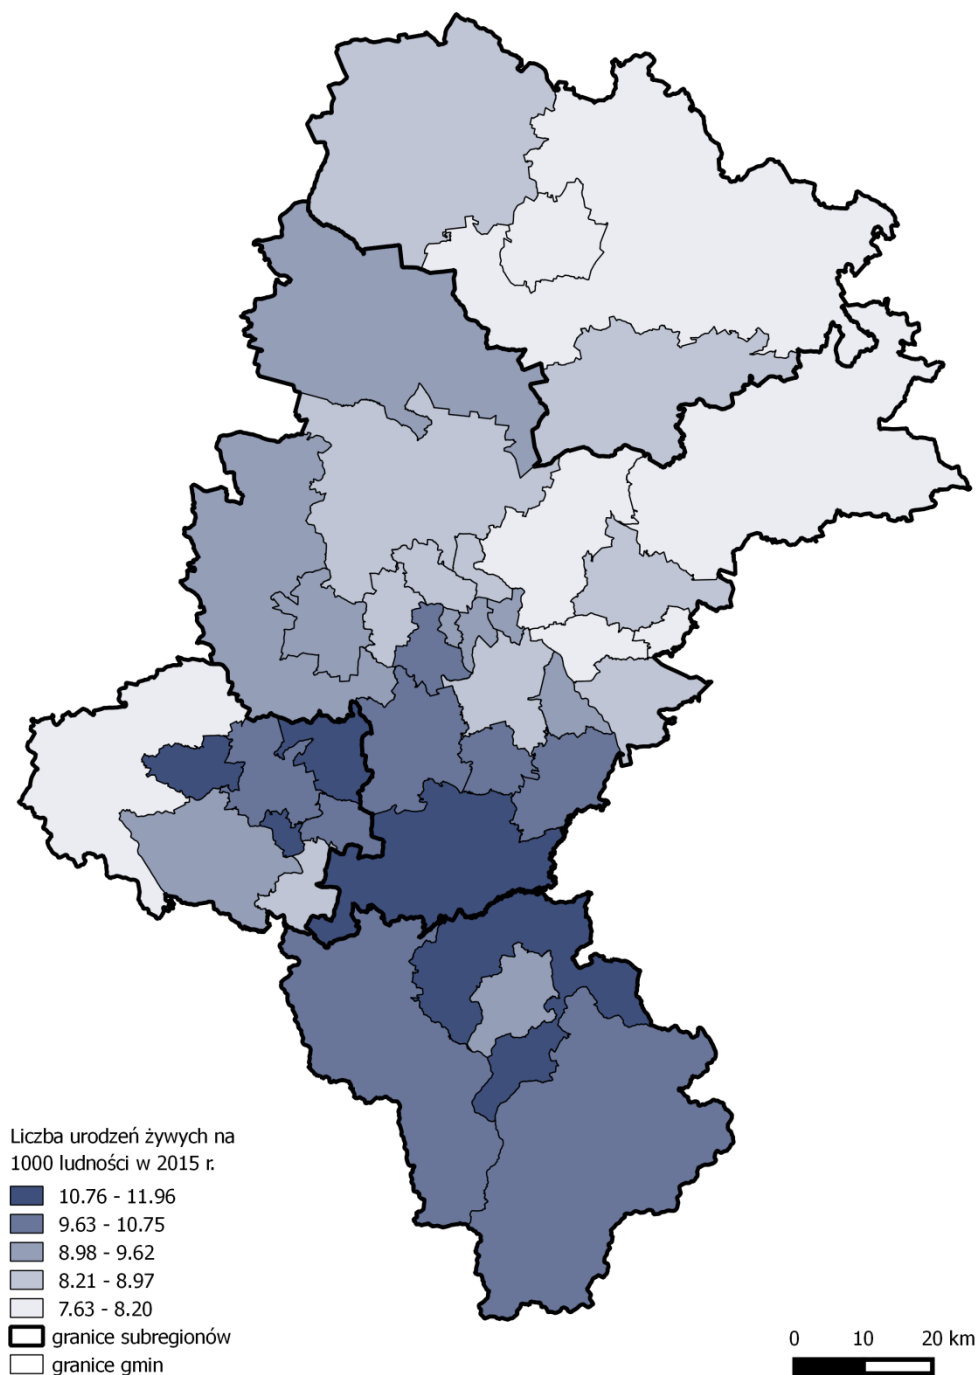 Liczba urodzeń żywych na
1000 ludności w 2015 r.
10.76 - 11.96
9.63 - 10.75
8.98 - 9.62
8.21 - 8.97
7.63 - 8.20
granice subregionów
granice gmin
0 10 20 km